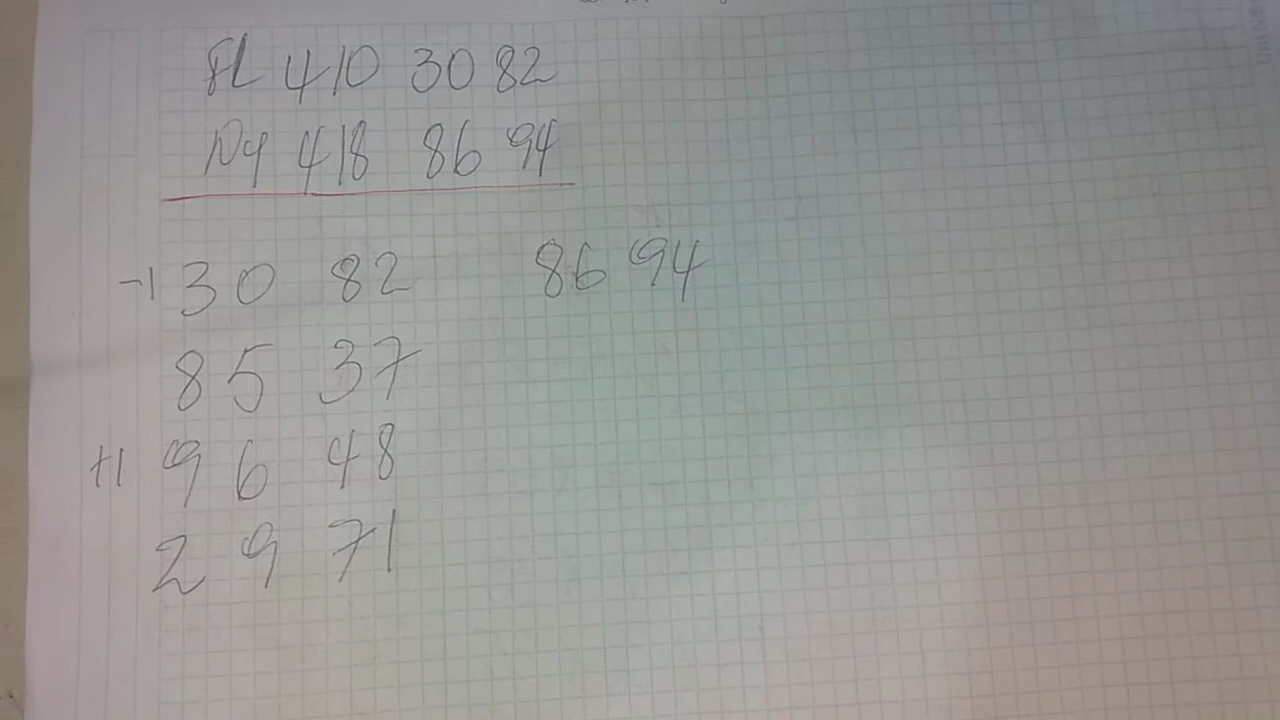 FL 410 30 82
NY 418 86 94
-1 30 82 86 94
85 37
+1 96 48
29 71